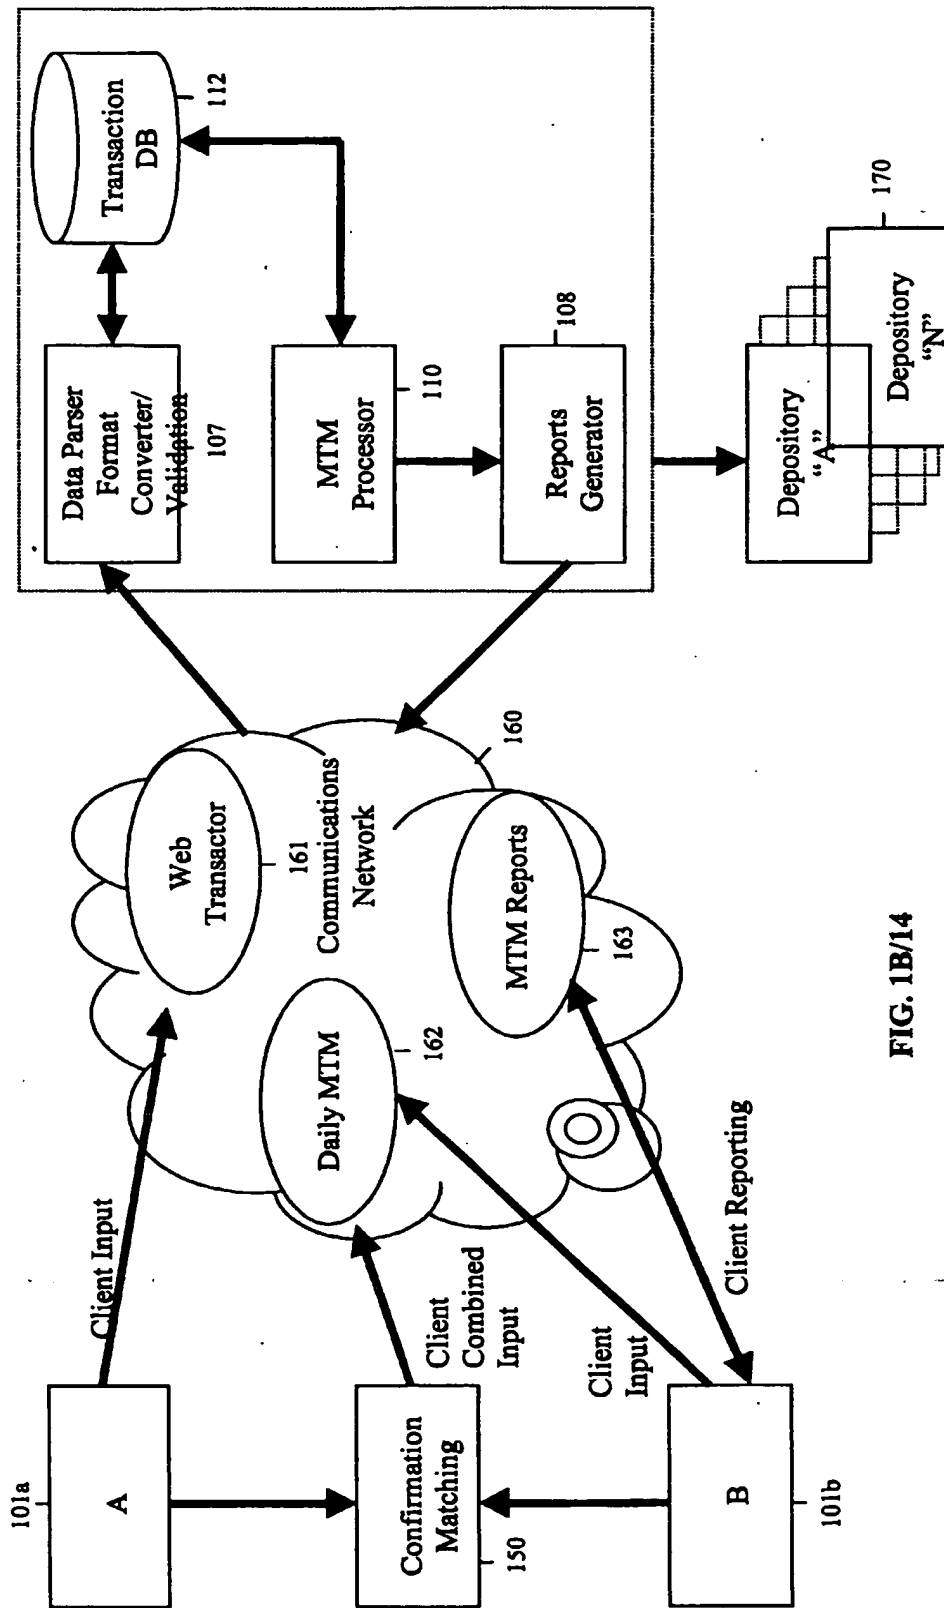 101a
A
Client Input
Confirmation
Matching
150
Client
Combined
Input
B
101b
Client
Input
Client Reporting
Web
Transactor
161
Communications
Network
160
Daily MTM
162
MTM Reports
163
Data Parser
Format
Converter/
Validation
107
Transaction
DB
112
MTM
Processor
110
Reports
Generator
108
Depository
“A”
Depository
“N”
170
FIG. 1B/14